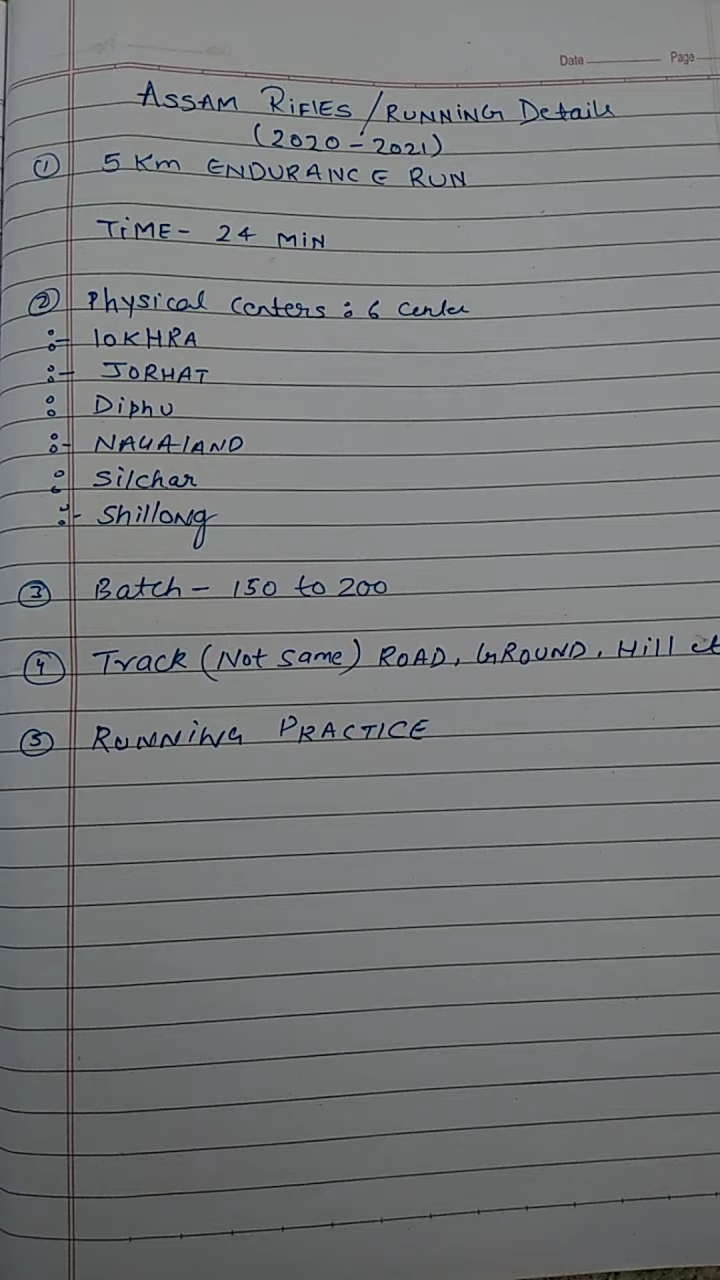 Date Page
ASSAM RIFlES / RUNNiNG Details
(2020-2021)
① 5 Km ENDURANCE RUN
TiME - 24 MiN
② Physical Centers : 6 Center
:- lOKHRA
:- JORHAT
: Diphu
:- NAGAlAND
: Silchar
:- Shillong
③ Batch - 150 to 200
④ Track (Not same) ROAD, GROUND, Hill et
⑤ RUNNiNG PRACTICE